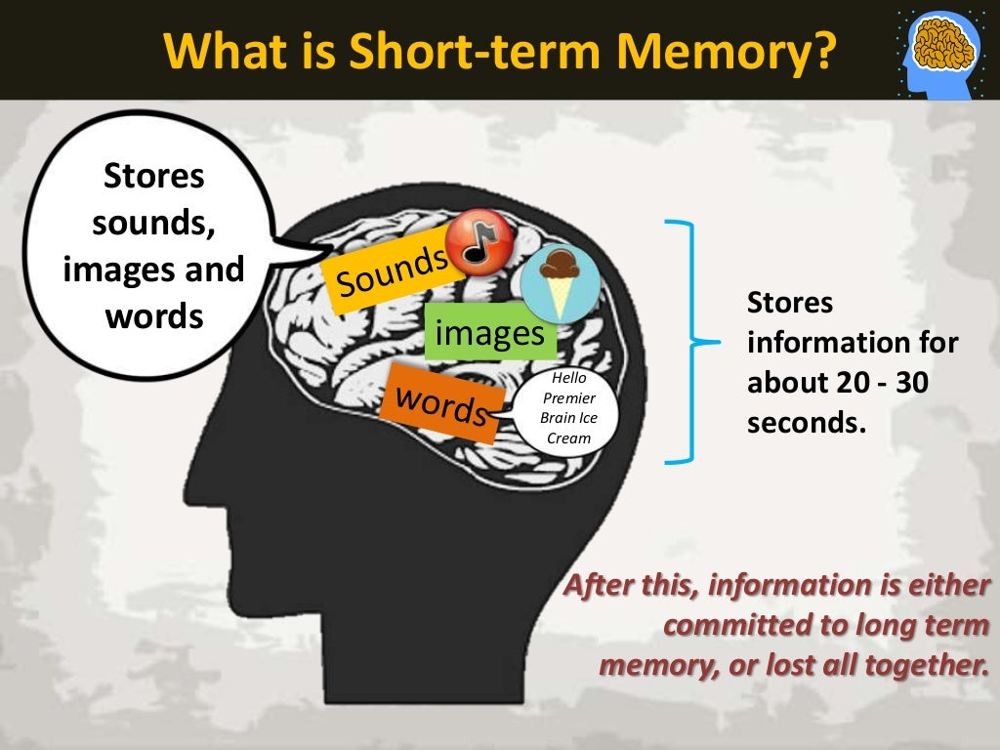 What is Short-term Memory?
Stores
sounds,
images and
words
Sounds
images
words
Hello
Premier
Brain Ice
Cream
Stores
information for
about 20 - 30
seconds.
After this, information is either
committed to long term
memory, or lost all together.